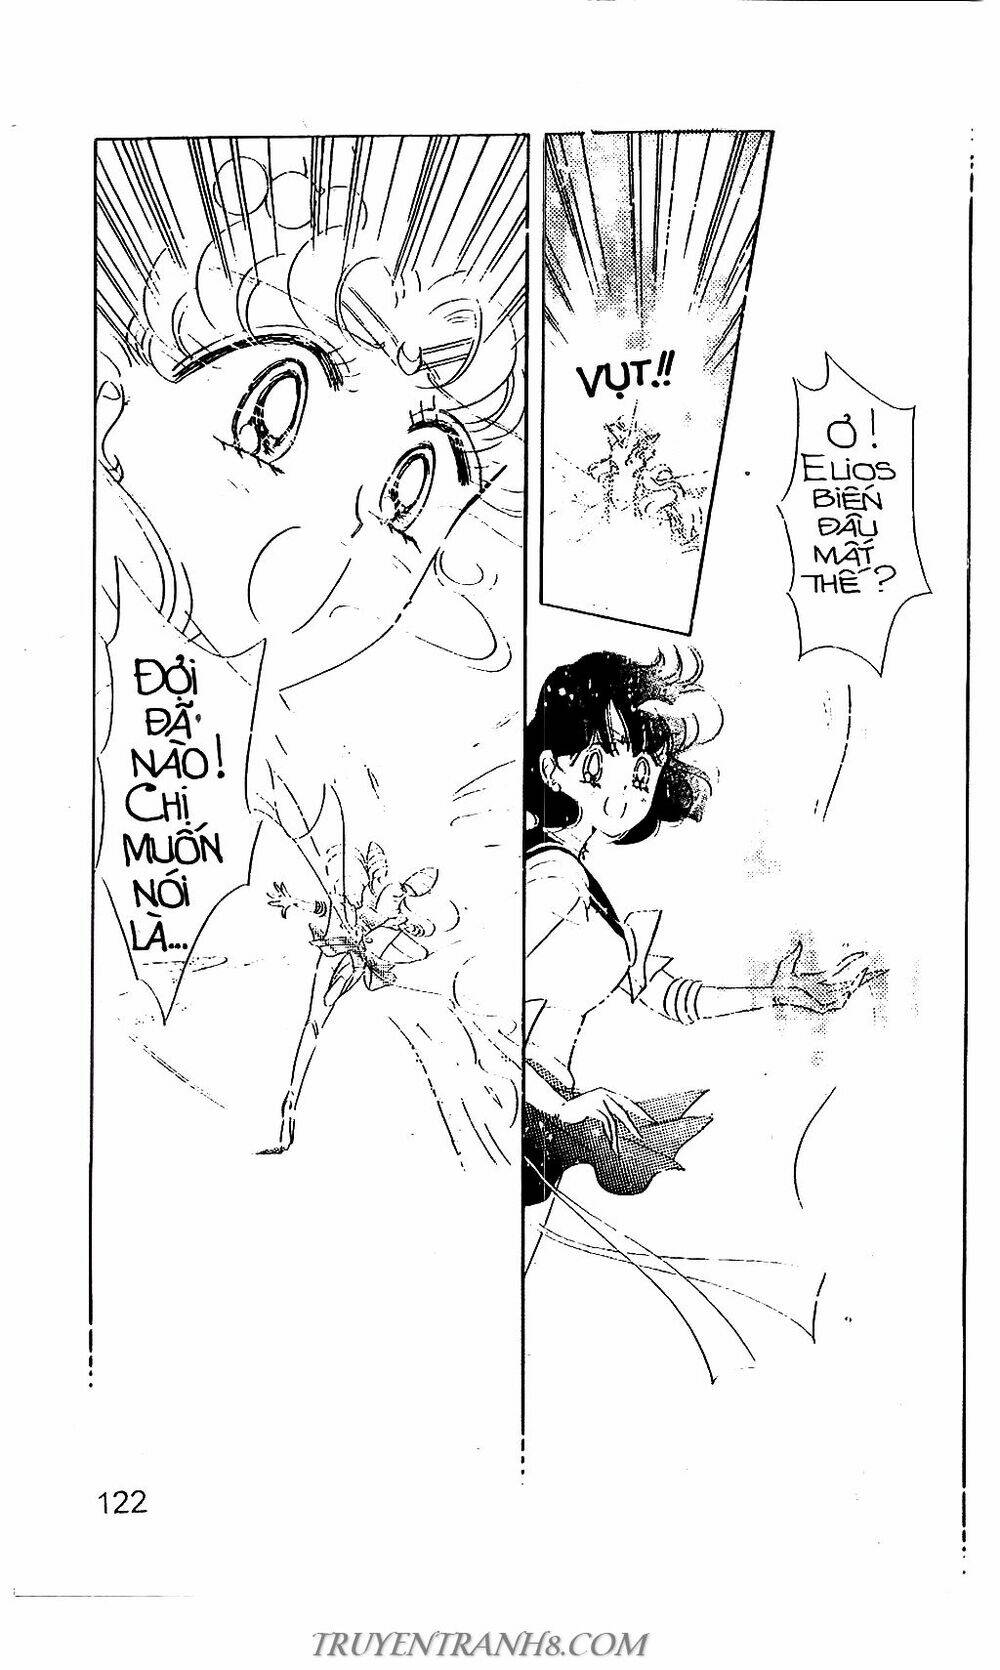 VỤT!!
Ơ!
ELIOS
BIẾN
ĐÂU
MẤT
THẾ?
ĐỢI
ĐÃ
NÀO!
CHỊ
MUỐN
NÓI
LÀ...
122
TRUYENTRANH8.COM